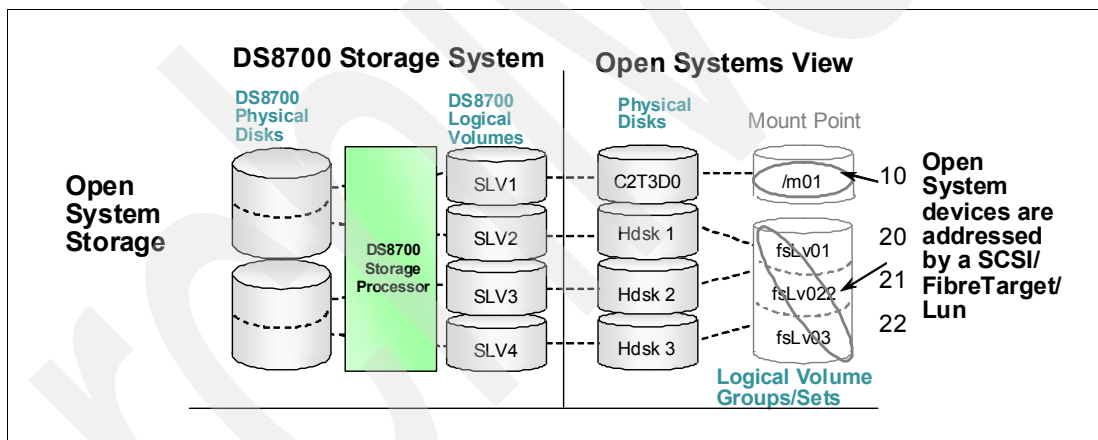 DS8700 Storage System
Open Systems View
DS8700
Physical
Disks
DS8700
Logical
Volumes
Physical
Disks
Mount Point
Open
System
Storage
DS8700
Storage
Processor
SLV1
SLV2
SLV3
SLV4
C2T3D0
Hdsk 1
Hdsk 2
Hdsk 3
/m01
fsLv01
fsLv022
fsLv03
10
20
21
22
Open
System
devices are
addressed
by a SCSI/
FibreTarget/
Lun
Logical Volume
Groups/Sets